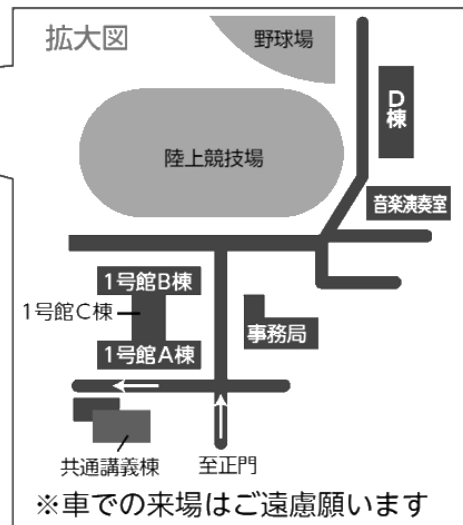 拡大図
野球場
D棟
陸上競技場
音楽演奏室
1号館B棟
1号館C棟
事務局
1号館A棟
共通講義棟
至正門
※車での来場はご遠慮願います